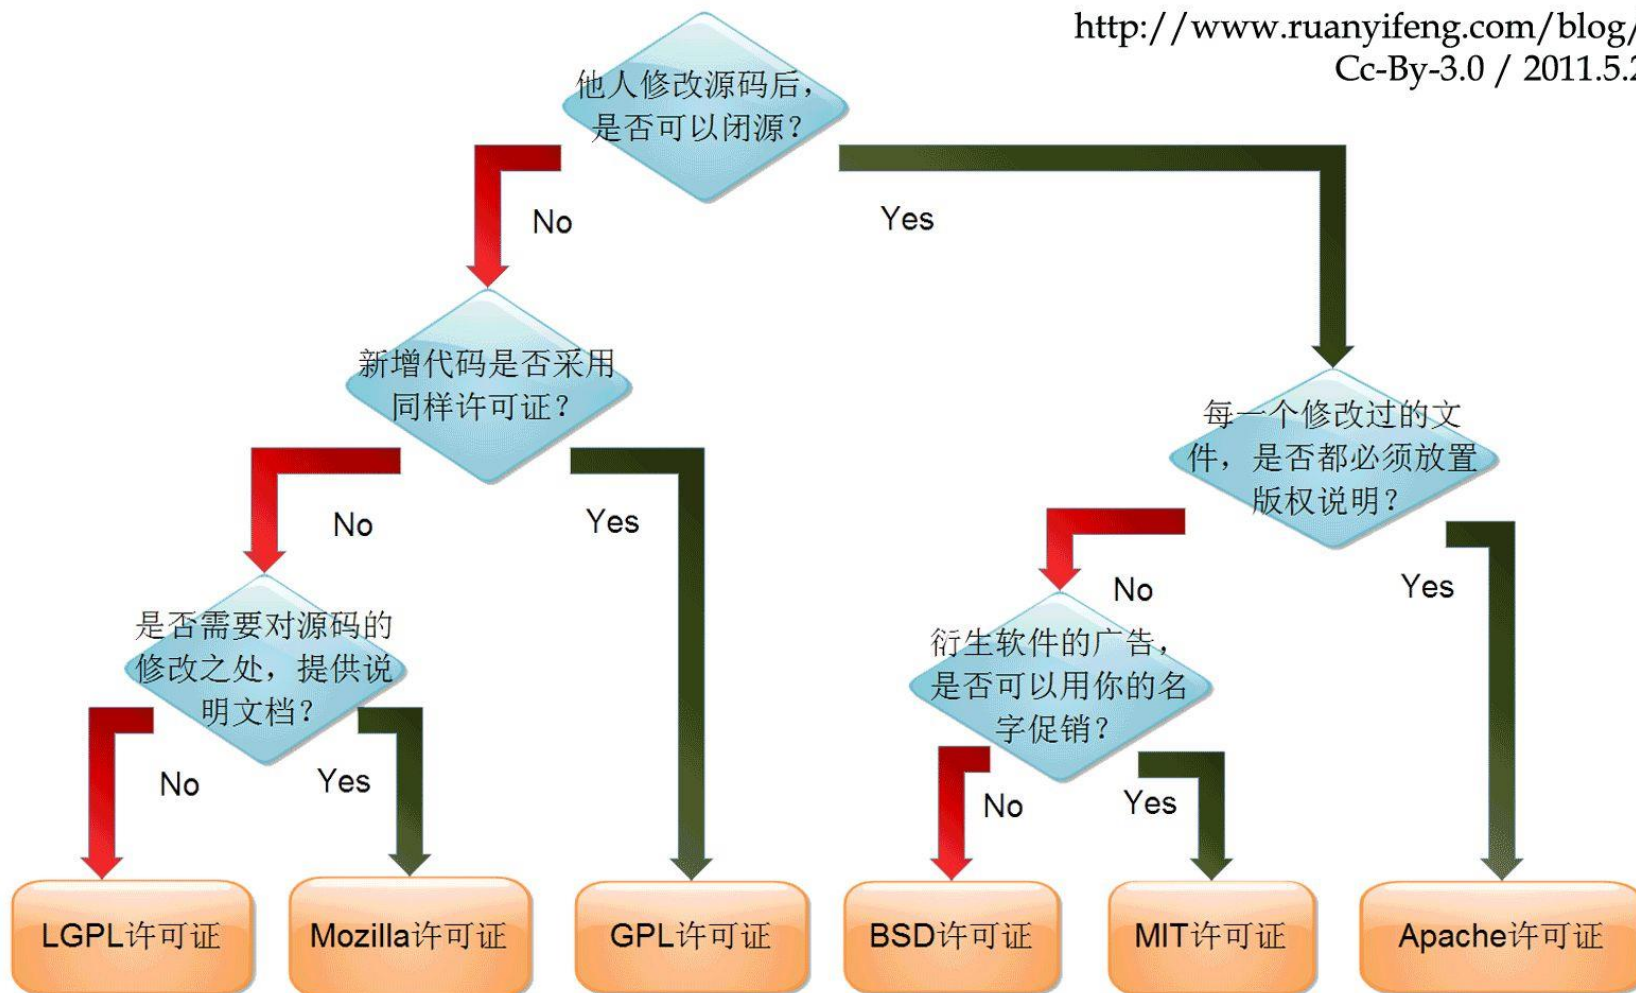 http://www.ruanyifeng.com/blog/
Cc-By-3.0 / 2011.5.2
他人修改源码后，
是否可以闭源？
No
Yes
新增代码是否采用
同样许可证？
每一个修改过的文
件，是否都必须放置
版权说明？
No
Yes
No
Yes
是否需要对源码的
修改之处，提供说
明文档？
衍生软件的广告，
是否可以用你的名
字促销？
No
Yes
No
Yes
LGPL许可证
Mozilla许可证
GPL许可证
BSD许可证
MIT许可证
Apache许可证